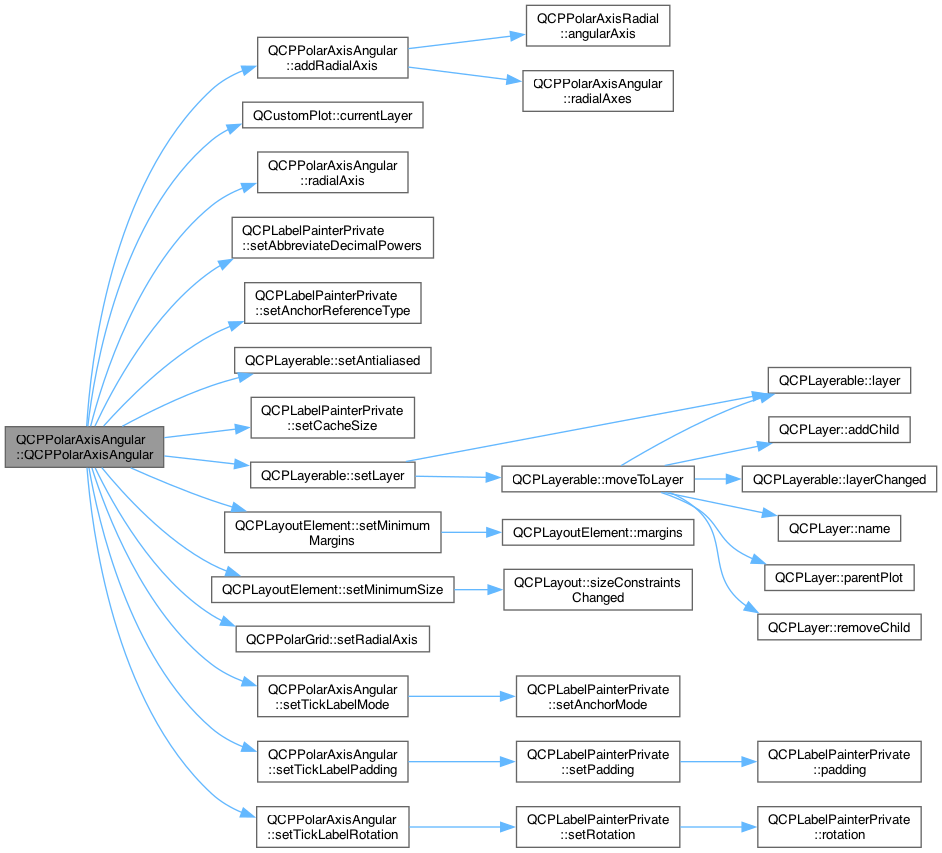 QCPPolarAxisAngular
::QCPPolarAxisAngular
QCPPolarAxisAngular
::addRadialAxis
QCPPolarAxisRadial
::angularAxis
QCPPolarAxisAngular
::radialAxes
QCustomPlot::currentLayer
QCPPolarAxisAngular
::radialAxis
QCPLabelPainterPrivate
::setAbbreviateDecimalPowers
QCPLabelPainterPrivate
::setAnchorReferenceType
QCPLayerable::setAntialiased
QCPLabelPainterPrivate
::setCacheSize
QCPLayerable::setLayer
QCPLayerable::layer
QCPLayerable::moveToLayer
QCPLayer::addChild
QCPLayerable::layerChanged
QCPLayer::name
QCPLayer::parentPlot
QCPLayer::removeChild
QCPLayoutElement::setMinimum
Margins
QCPLayoutElement::margins
QCPLayoutElement::setMinimumSize
QCPLayout::sizeConstraints
Changed
QCPPolarGrid::setRadialAxis
QCPPolarAxisAngular
::setTickLabelMode
QCPLabelPainterPrivate
::setAnchorMode
QCPPolarAxisAngular
::setTickLabelPadding
QCPLabelPainterPrivate
::setPadding
QCPLabelPainterPrivate
::padding
QCPPolarAxisAngular
::setTickLabelRotation
QCPLabelPainterPrivate
::setRotation
QCPLabelPainterPrivate
::rotation